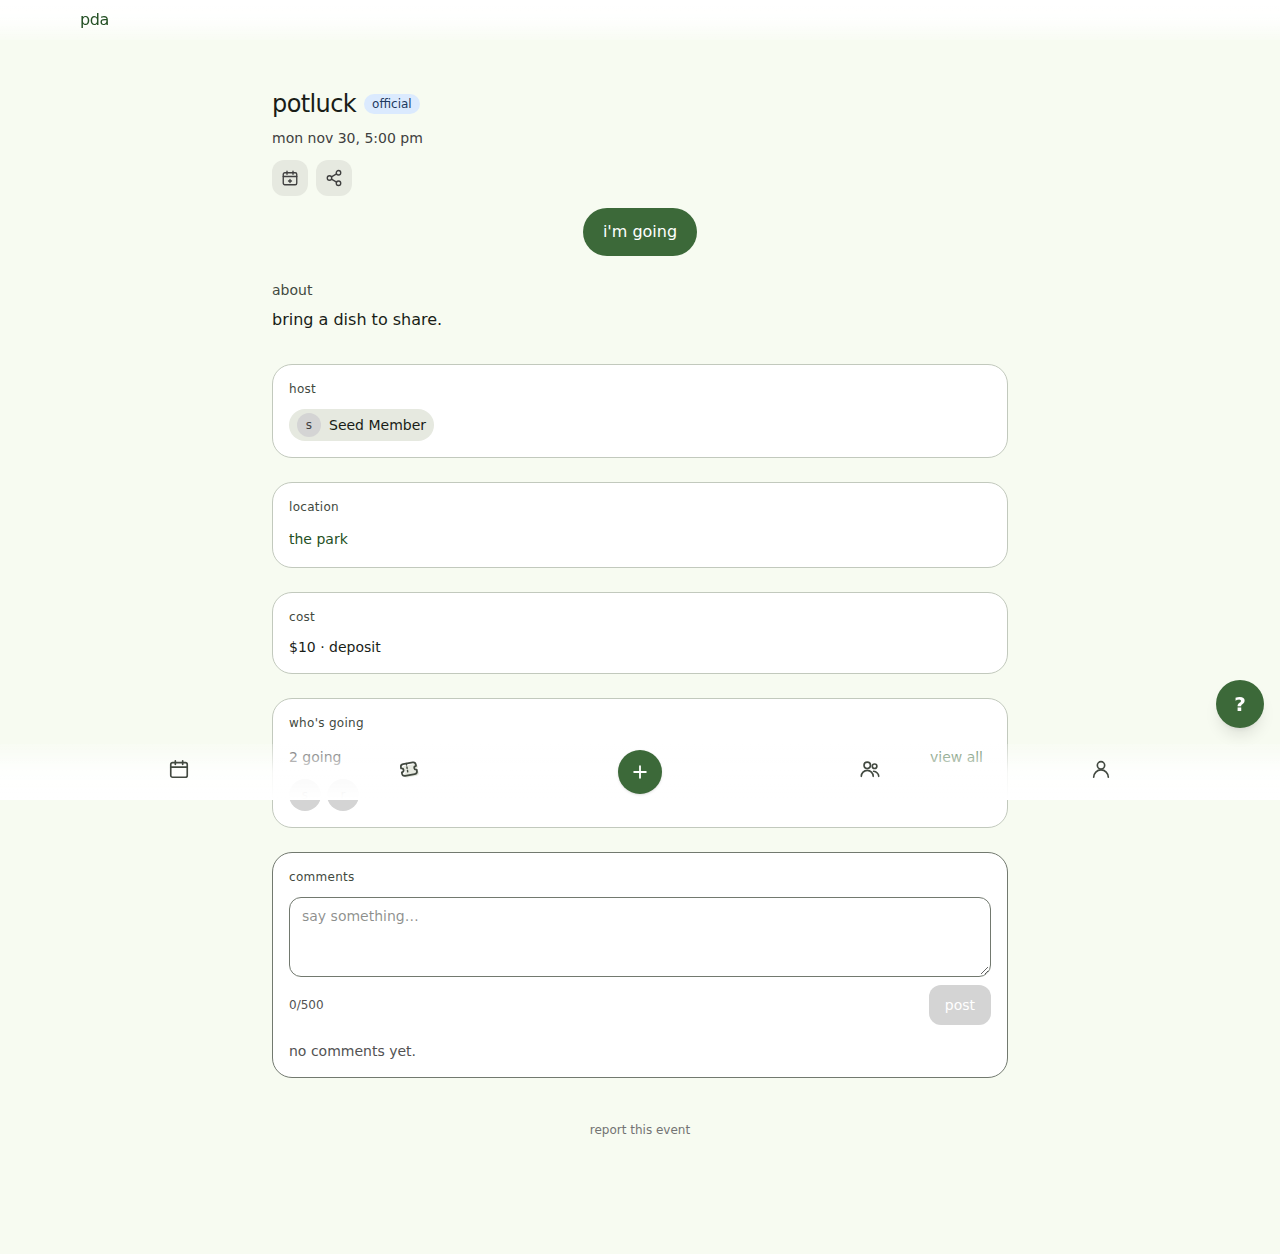 pda
potluck official
mon nov 30, 5:00 pm
i'm going
about
bring a dish to share.
host
s Seed Member
location
the park
cost
$10 · deposit
?
who's going
2 going view all
comments
say something...
0/500 post
no comments yet.
report this event